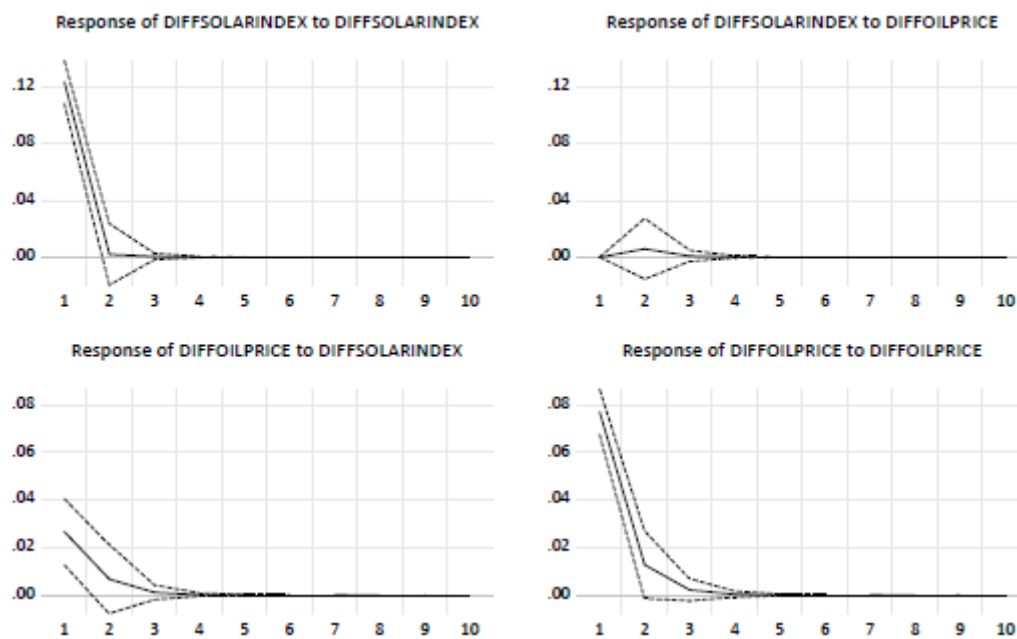 Response of DIFFSOLARINDEX to DIFFSOLARINDEX
.12
.08
.04
.00
1 2 3 4 5 6 7 8 9 10
Response of DIFFSOLARINDEX to DIFFOILPRICE
.12
.08
.04
.00
1 2 3 4 5 6 7 8 9 10
Response of DIFFOILPRICE to DIFFSOLARINDEX
.08
.06
.04
.02
.00
1 2 3 4 5 6 7 8 9 10
Response of DIFFOILPRICE to DIFFOILPRICE
.08
.06
.04
.02
.00
1 2 3 4 5 6 7 8 9 10